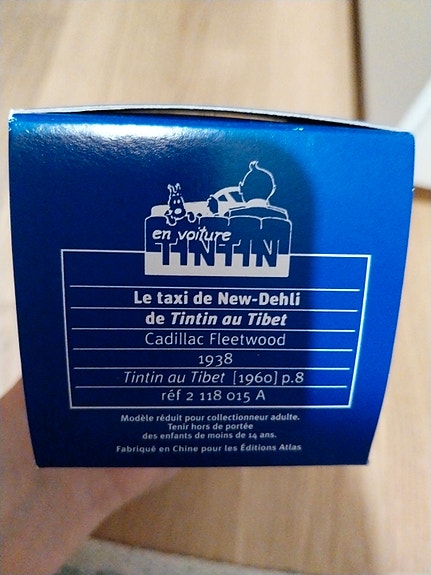 en voiture
TINTIN
Le taxi de New-Dehli
de Tintin au Tibet
Cadillac Fleetwood
1938
Tintin au Tibet [1960] p.8
réf 2 118 015 A
Modèle réduit pour collectionneur adulte.
Tenir hors de portée
des enfants de moins de 14 ans.
Fabriqué en Chine pour les Éditions Atlas